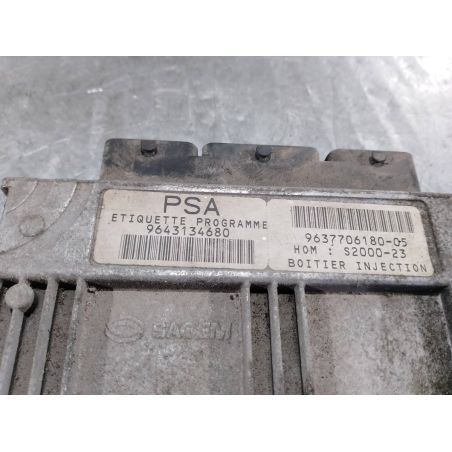 PSA
ETIQUETTE PROGRAMME
9643134680
9637706180-05
HOM : S2000-23
BOITIER INJECTION
SAGEM